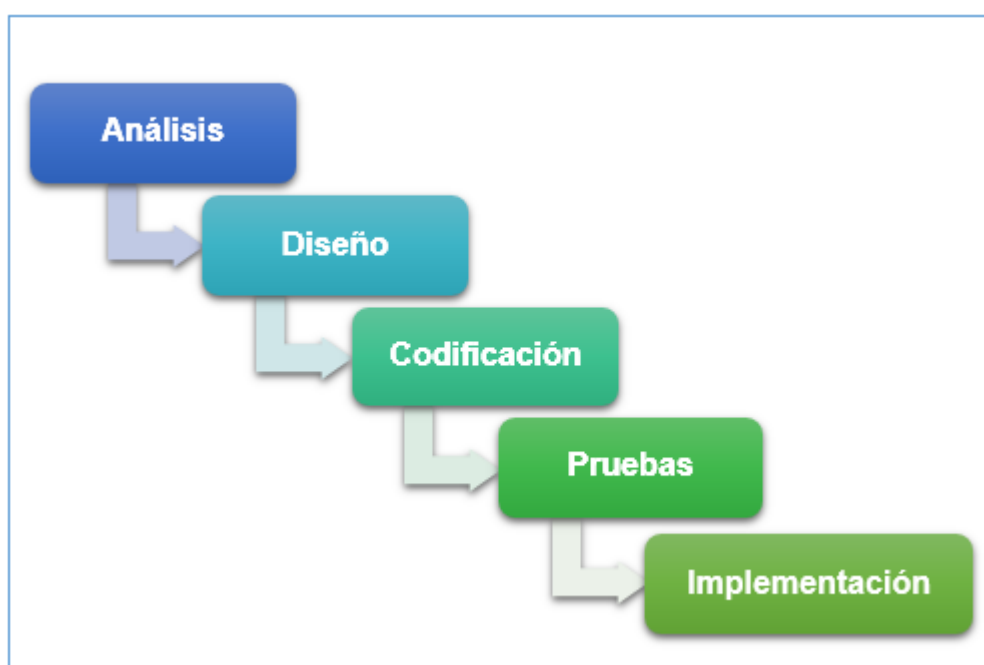 Análisis
Diseño
Codificación
Pruebas
Implementación